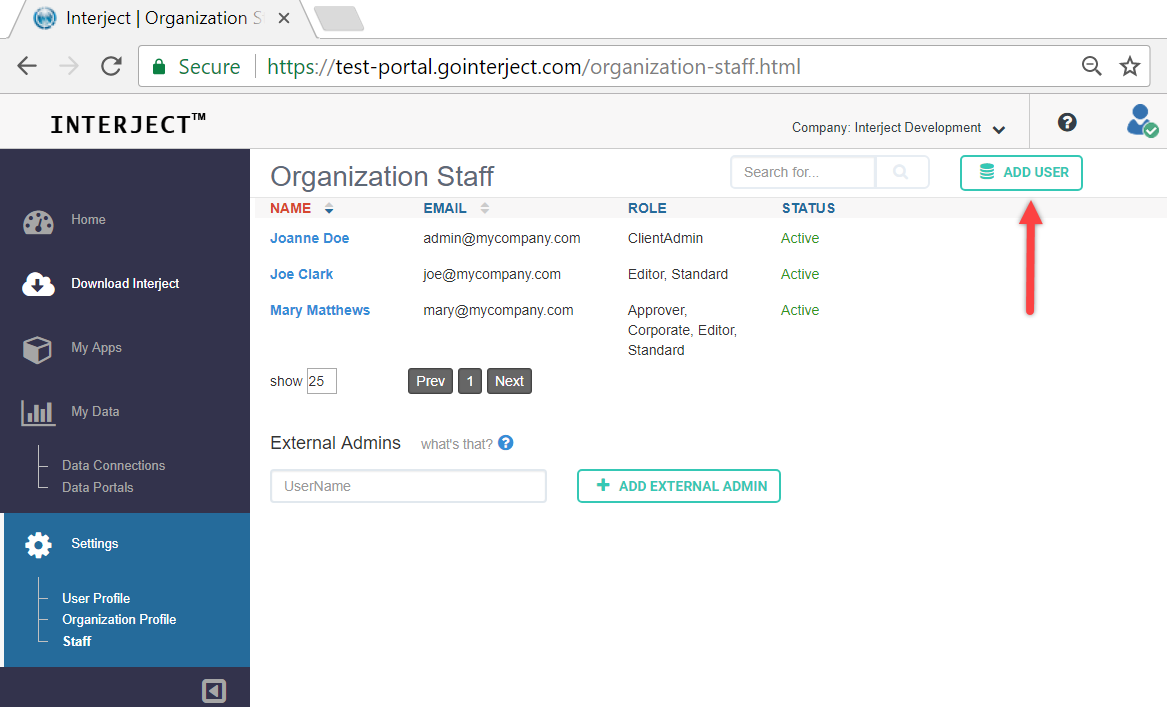 Interject | Organization S
Secure https://test-portal.gointerject.com/organization-staff.html
INTERJECT™
Company: Interject Development
Home
Download Interject
My Apps
My Data
Data Connections
Data Portals
Settings
User Profile
Organization Profile
Staff
Organization Staff
Search for...
ADD USER
NAME EMAIL ROLE STATUS
Joanne Doe admin@mycompany.com ClientAdmin Active
Joe Clark joe@mycompany.com Editor, Standard Active
Mary Matthews mary@mycompany.com Approver, Active
Corporate, Editor,
Standard
show 25 Prev 1 Next
External Admins what's that? ?
UserName
ADD EXTERNAL ADMIN